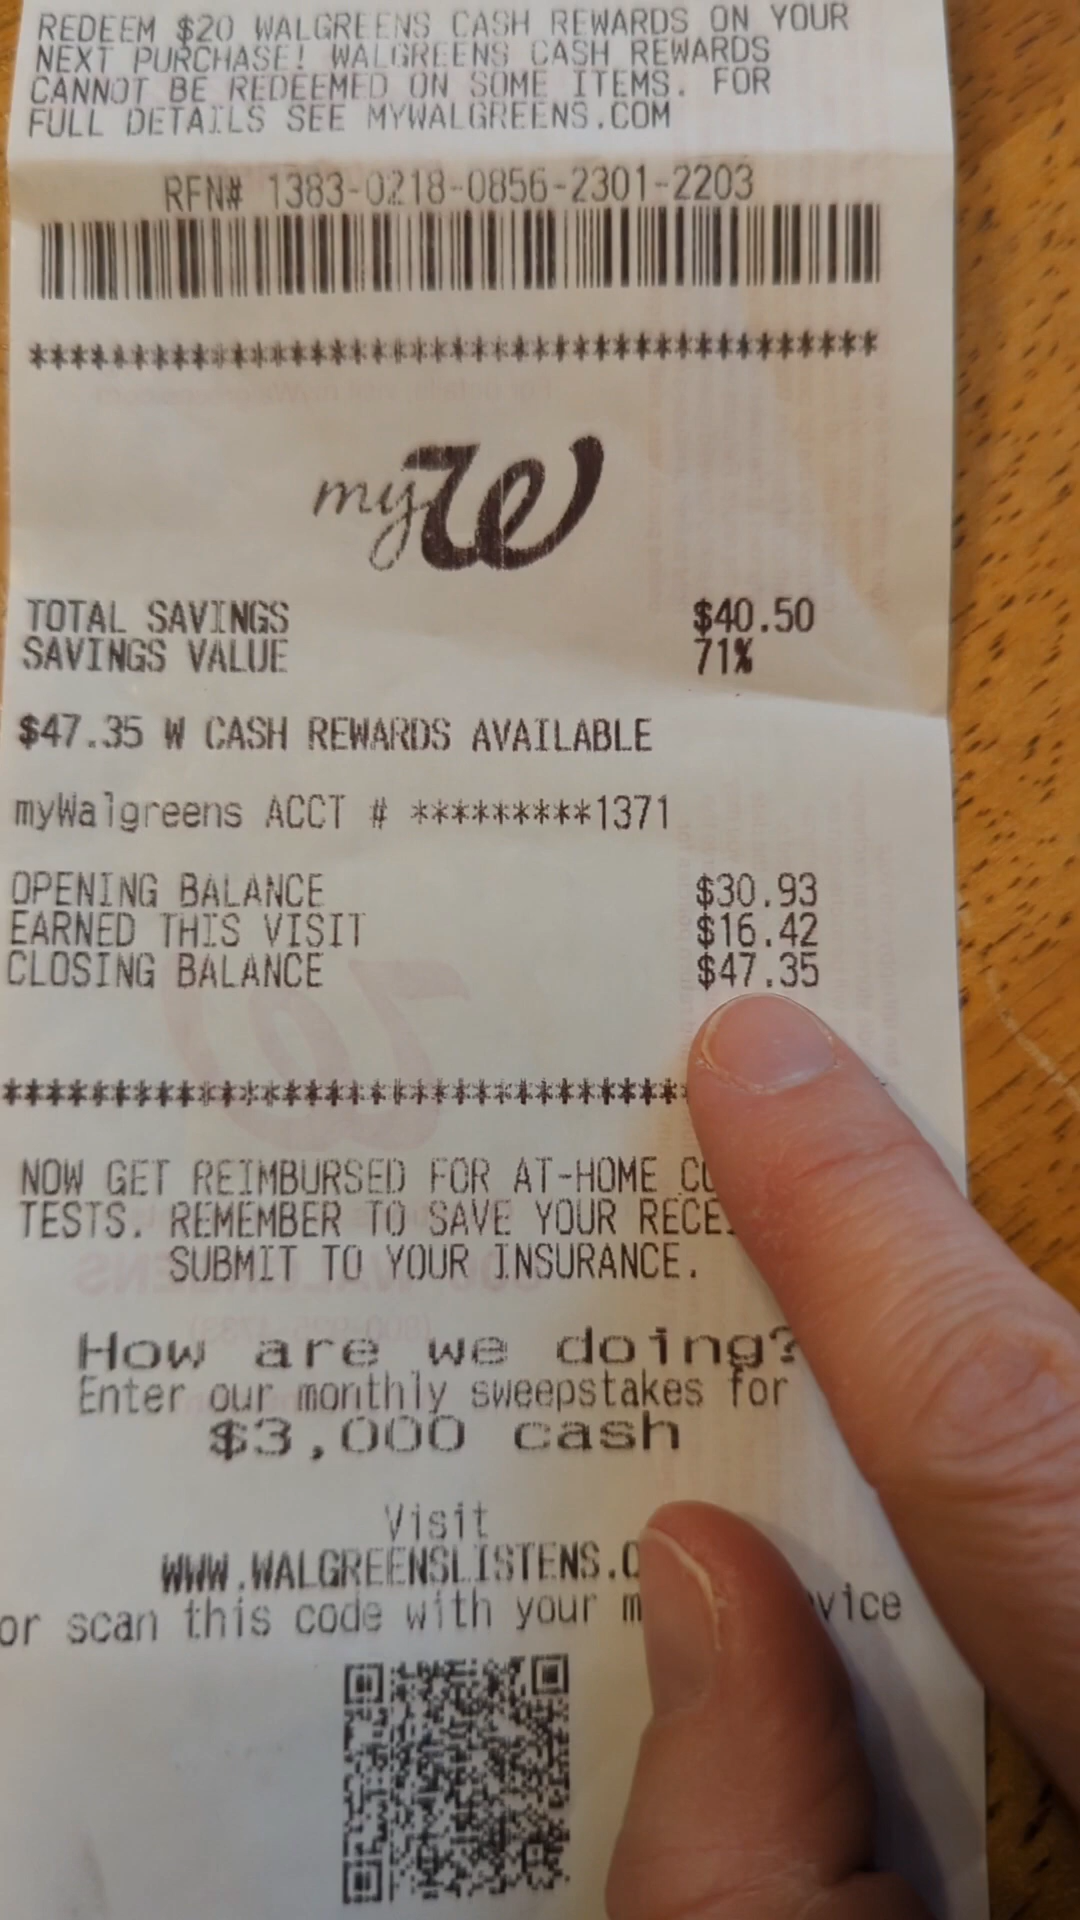 REDEEM $20 WALGREENS CASH REWARDS ON YOUR
NEXT PURCHASE! WALGREENS CASH REWARDS
CANNOT BE REDEEMED ON SOME ITEMS. FOR
FULL DETAILS SEE MYWALGREENS.COM
RFN# 1383-0218-0856-2301-2203
******************************************
myW
TOTAL SAVINGS $40.50
SAVINGS VALUE 71%
$47.35 W CASH REWARDS AVAILABLE
myWalgreens ACCT # *********1371
OPENING BALANCE $30.93
EARNED THIS VISIT $16.42
CLOSING BALANCE $47.35
**********************************
NOW GET REIMBURSED FOR AT-HOME
TESTS. REMEMBER TO SAVE YOUR
SUBMIT TO YOUR INSURANCE.
How are we doing?
Enter our monthly sweepstakes for
$3,000 cash
Visit
WWW.WALGREENSLISTENS.
or scan this code with your